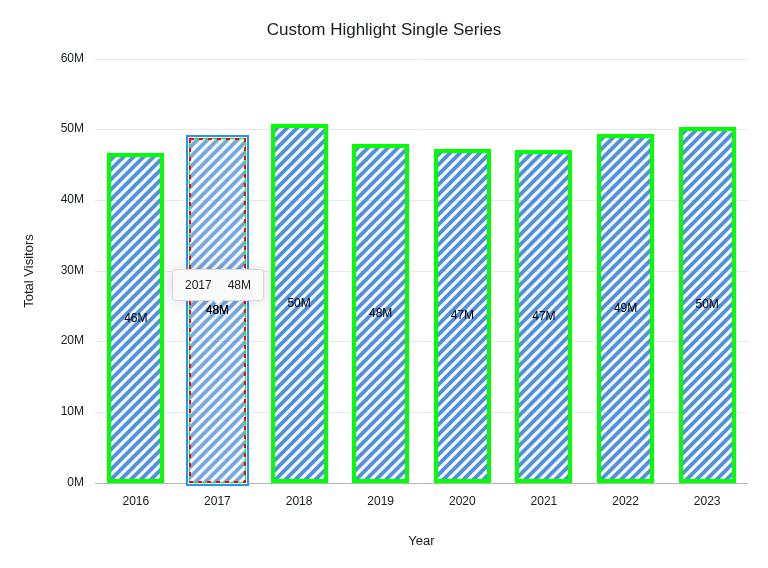 Custom Highlight Single Series
60M
50M
40M
30M
20M
10M
0M
Total Visitors
2017 48M
46M
48M
50M
48M
47M
47M
49M
50M
2016
2017
2018
2019
2020
2021
2022
2023
Year